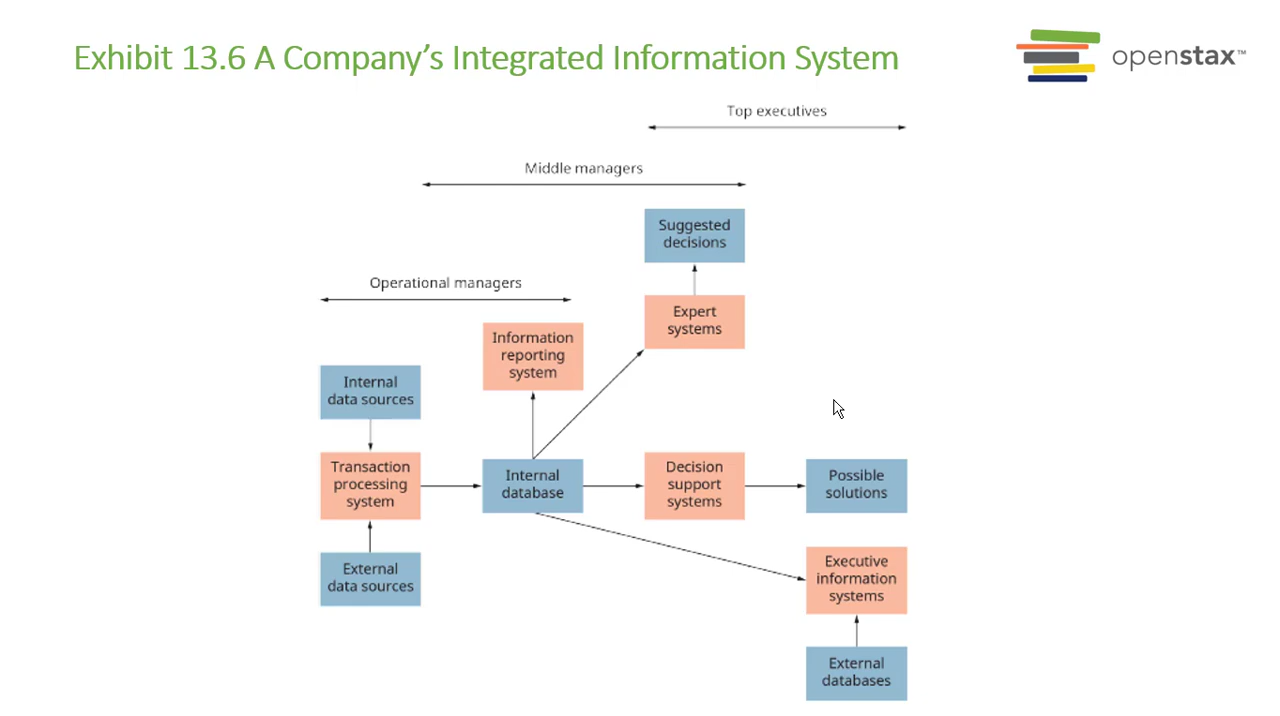 Exhibit 13.6 A Company's Integrated Information System
openstax™
Top executives
Middle managers
Suggested
decisions
Operational managers
Expert
systems
Information
reporting
system
Internal
data sources
Transaction
processing
system
Internal
database
Decision
support
systems
Possible
solutions
External
data sources
Executive
information
systems
External
databases